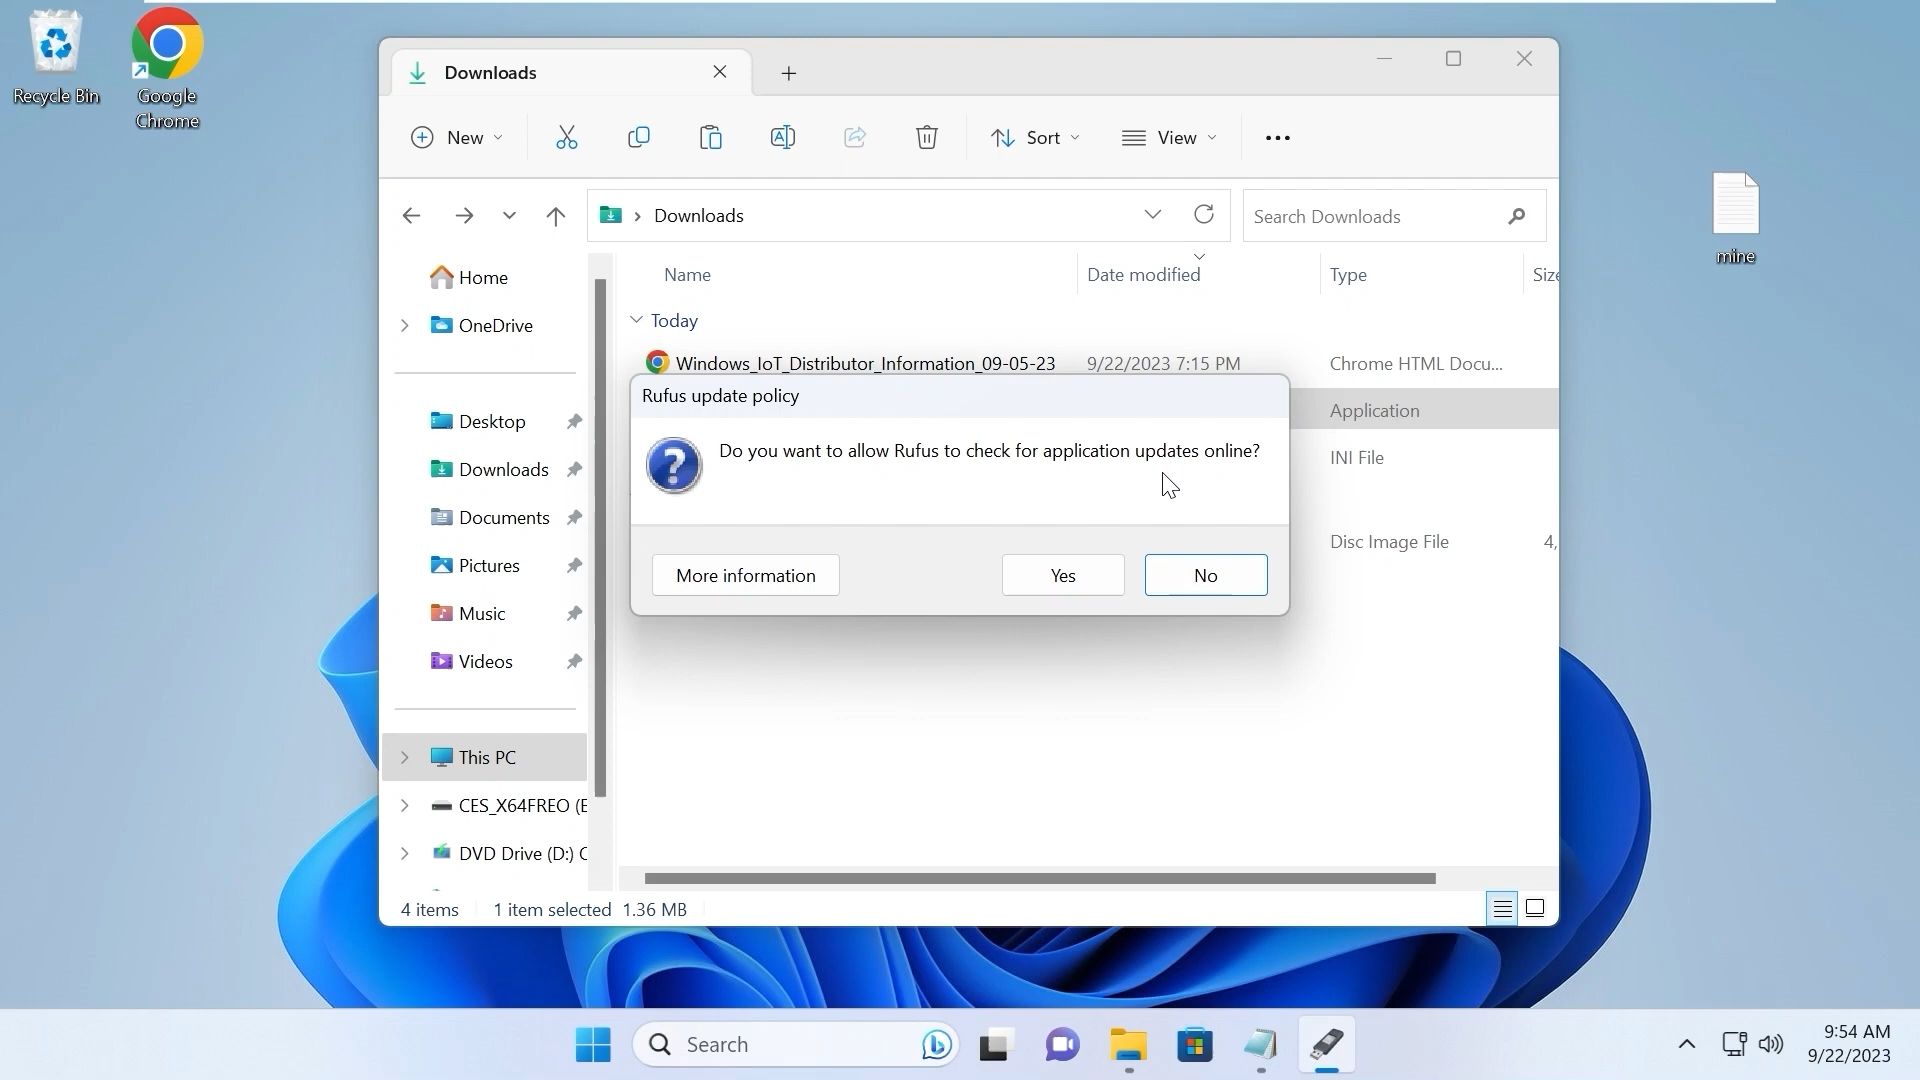 Recycle Bin
Google
Chrome
mine
Downloads
New
Sort
View
Downloads
Search Downloads
Home
OneDrive
Desktop
Downloads
Documents
Pictures
Music
Videos
This PC
CES_X64FREO (E
DVD Drive (D:) C
Name
Date modified
Type
Size
Today
Windows_IoT_Distributor_Information_09-05-23
9/22/2023 7:15 PM
Chrome HTML Docu...
Application
INI File
Disc Image File
4,
Rufus update policy
Do you want to allow Rufus to check for application updates online?
More information
Yes
No
4 items
1 item selected 1.36 MB
Search
9:54 AM
9/22/2023